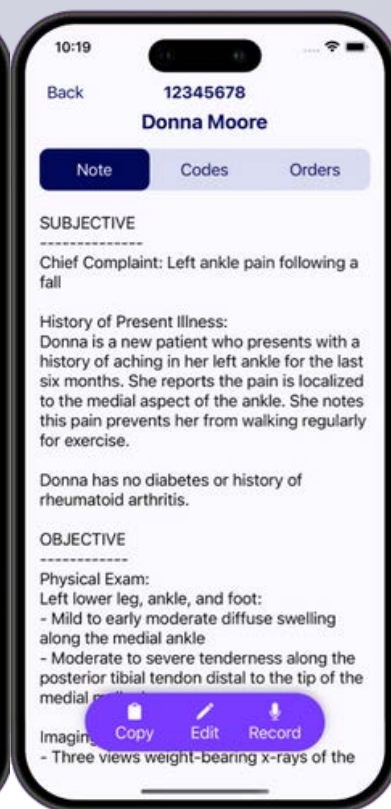 10:19
Back
12345678
Donna Moore
Note Codes Orders
SUBJECTIVE
--------------
Chief Complaint: Left ankle pain following a
fall
History of Present Illness:
Donna is a new patient who presents with a
history of aching in her left ankle for the last
six months. She reports the pain is localized
to the medial aspect of the ankle. She notes
this pain prevents her from walking regularly
for exercise.
Donna has no diabetes or history of
rheumatoid arthritis.
OBJECTIVE
------------
Physical Exam:
Left lower leg, ankle, and foot:
- Mild to early moderate diffuse swelling
along the medial ankle
- Moderate to severe tenderness along the
posterior tibial tendon distal to the tip of the
medial
Copy Edit Record
Imaging
- Three views weight-bearing x-rays of the